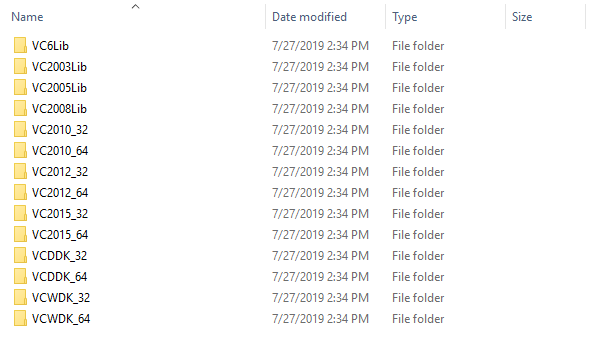 Name Date modified Type Size
VC6Lib 7/27/2019 2:34 PM File folder
VC2003Lib 7/27/2019 2:34 PM File folder
VC2005Lib 7/27/2019 2:34 PM File folder
VC2008Lib 7/27/2019 2:34 PM File folder
VC2010_32 7/27/2019 2:34 PM File folder
VC2010_64 7/27/2019 2:34 PM File folder
VC2012_32 7/27/2019 2:34 PM File folder
VC2012_64 7/27/2019 2:34 PM File folder
VC2015_32 7/27/2019 2:34 PM File folder
VC2015_64 7/27/2019 2:34 PM File folder
VCDDK_32 7/27/2019 2:34 PM File folder
VCDDK_64 7/27/2019 2:34 PM File folder
VCWDK_32 7/27/2019 2:34 PM File folder
VCWDK_64 7/27/2019 2:34 PM File folder